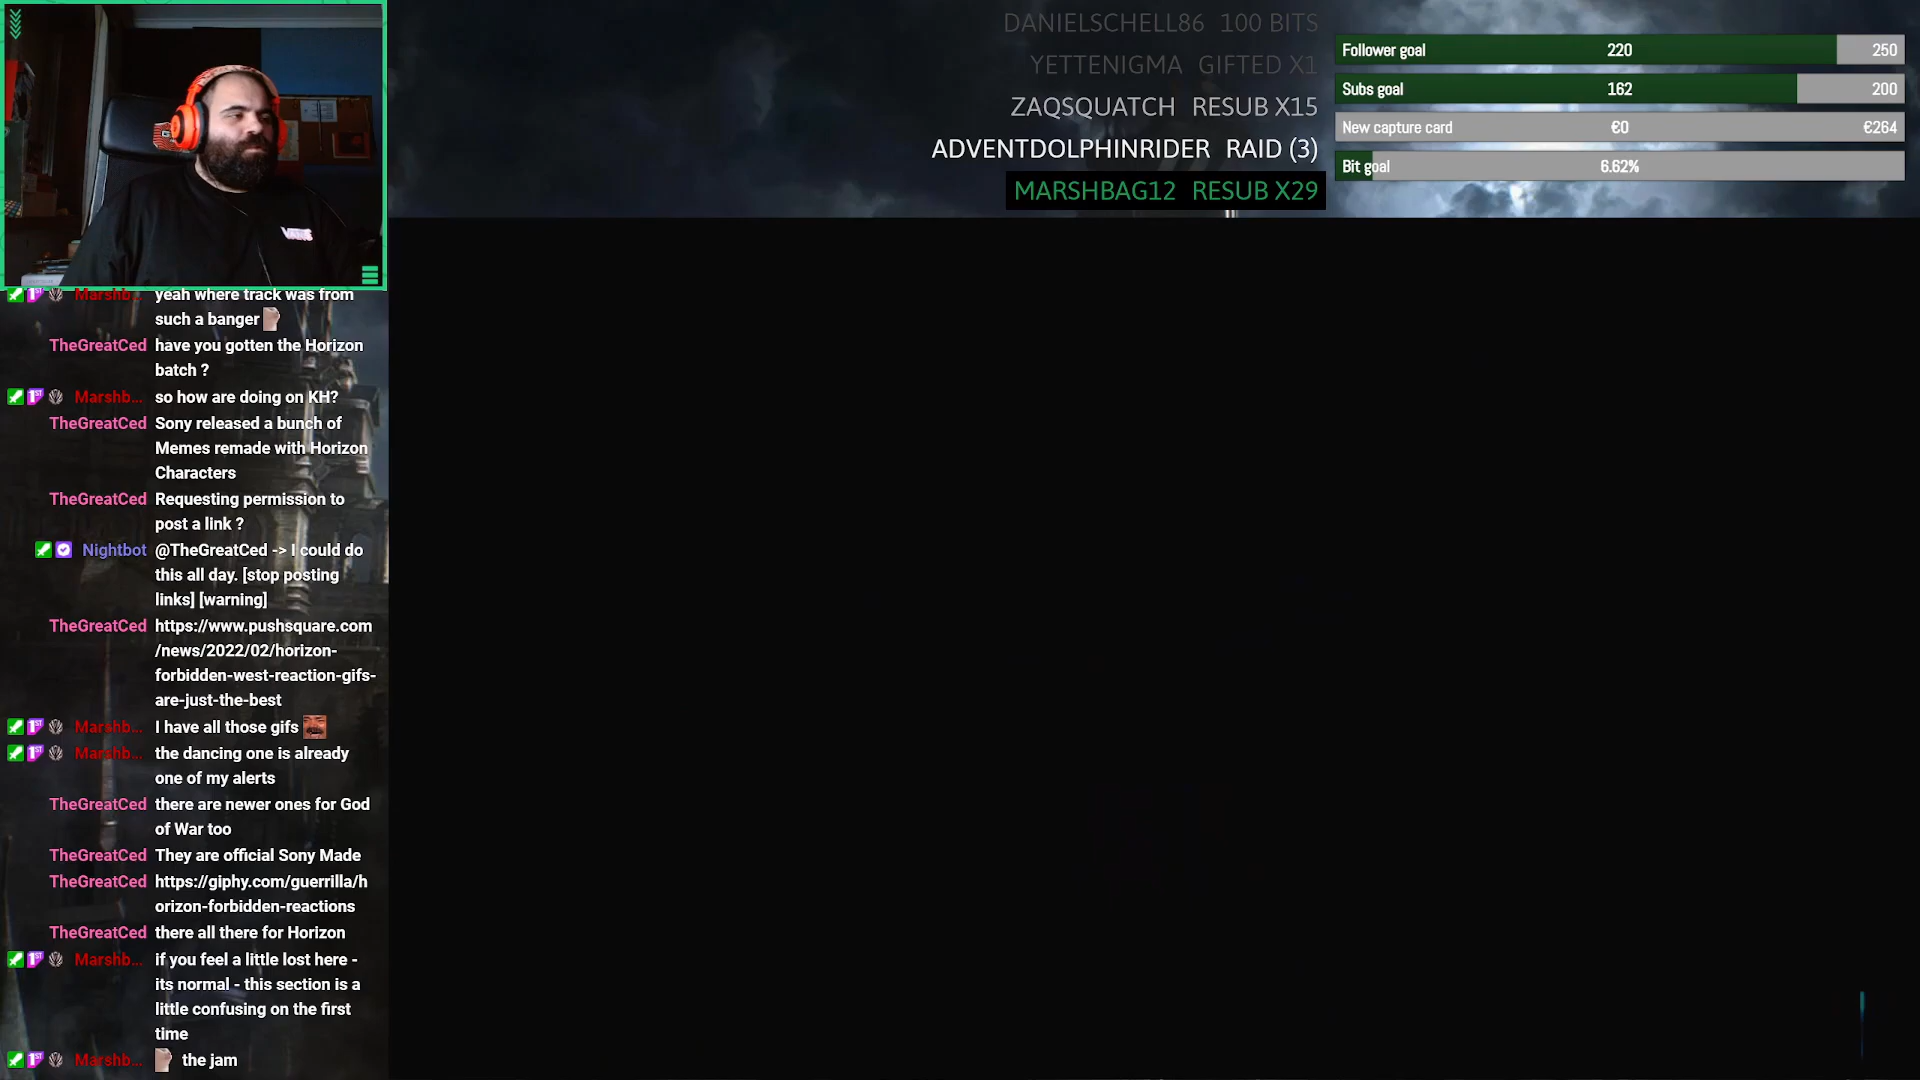 DANIELSCHELL86 100 BITS
YETTENIGMA GIFTED X1
ZAQSQUATCH RESUB X15
ADVENTDOLPHINRIDER RAID (3)
MARSHBAG12 RESUB X29
Follower goal 220 250
Subs goal 162 200
New capture card €0 €264
Bit goal 6.62%
VANS
Marshb... yeah where track was from
such a banger
TheGreatCed have you gotten the Horizon
batch ?
Marshb... so how are doing on KH?
TheGreatCed Sony released a bunch of
Memes remade with Horizon
Characters
TheGreatCed Requesting permission to
post a link ?
Nightbot @TheGreatCed -> I could do
this all day. [stop posting
links] [warning]
TheGreatCed https://www.pushsquare.com
/news/2022/02/horizon-
forbidden-west-reaction-gifs-
are-just-the-best
Marshb... I have all those gifs
Marshb... the dancing one is already
one of my alerts
TheGreatCed there are newer ones for God
of War too
TheGreatCed They are official Sony Made
TheGreatCed https://giphy.com/guerrilla/h
orizon-forbidden-reactions
TheGreatCed there all there for Horizon
Marshb... if you feel a little lost here -
its normal - this section is a
little confusing on the first
time
Marshb... the jam